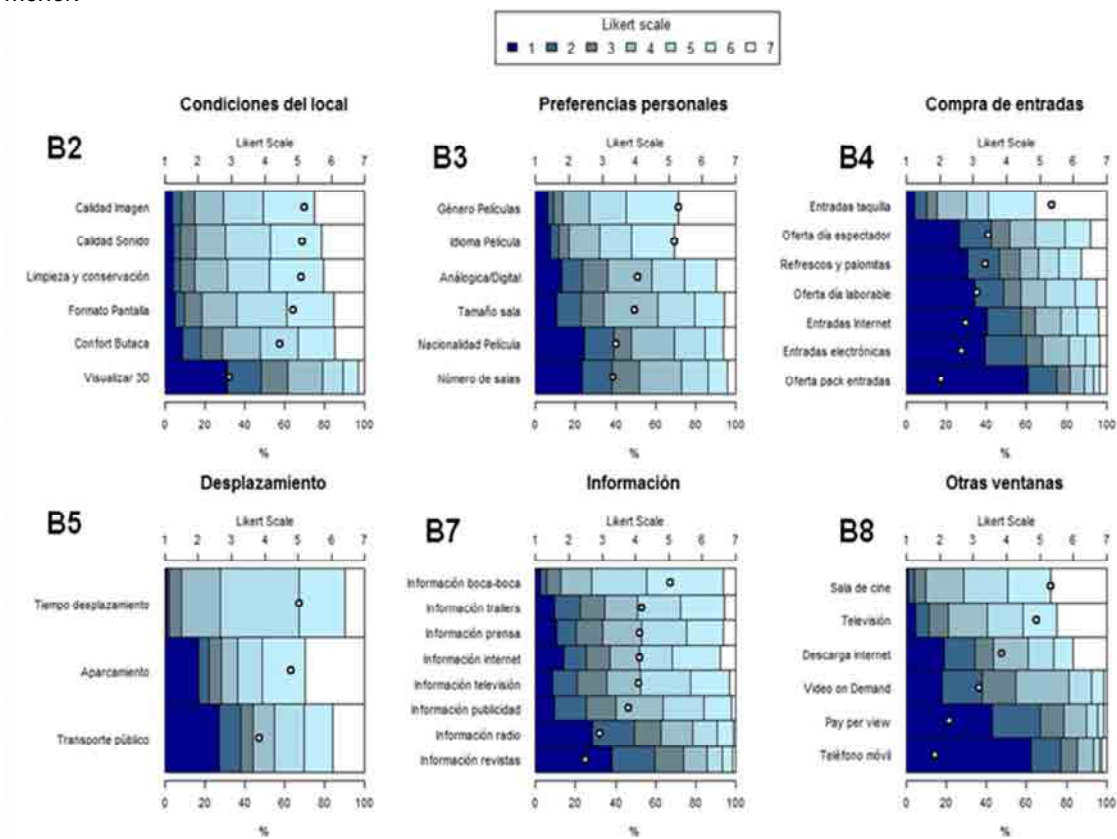 menor.
Likert scale
1 2 3 4 5 6 7
Condiciones del local
B2
Likert Scale
1 2 3 4 5 6 7
Calidad Imagen
Calidad Sonido
Limpieza y conservación
Formato Pantalla
Confort Butaca
Visualizar 3D
0 20 40 60 80 100
%
Preferencias personales
B3
Likert Scale
1 2 3 4 5 6 7
Género Películas
Idioma Película
Análogica/Digital
Tamaño sala
Nacionalidad Película
Número de salas
0 20 40 60 80 100
%
Compra de entradas
B4
Likert Scale
1 2 3 4 5 6 7
Entradas taquilla
Oferta día espectador
Refrescos y palomitas
Oferta día laborable
Entradas Internet
Entradas electrónicas
Oferta pack entradas
0 20 40 60 80 100
%
Desplazamiento
B5
Likert Scale
1 2 3 4 5 6 7
Tiempo desplazamiento
Aparcamiento
Transporte público
0 20 40 60 80 100
%
Información
B7
Likert Scale
1 2 3 4 5 6 7
Información boca-boca
Información trailers
Información prensa
Información internet
Información televisión
Información publicidad
Información radio
Información revistas
0 20 40 60 80 100
%
Otras ventanas
B8
Likert Scale
1 2 3 4 5 6 7
Sala de cine
Televisión
Descarga internet
Video on Demand
Pay per view
Teléfono móvil
0 20 40 60 80 100
%